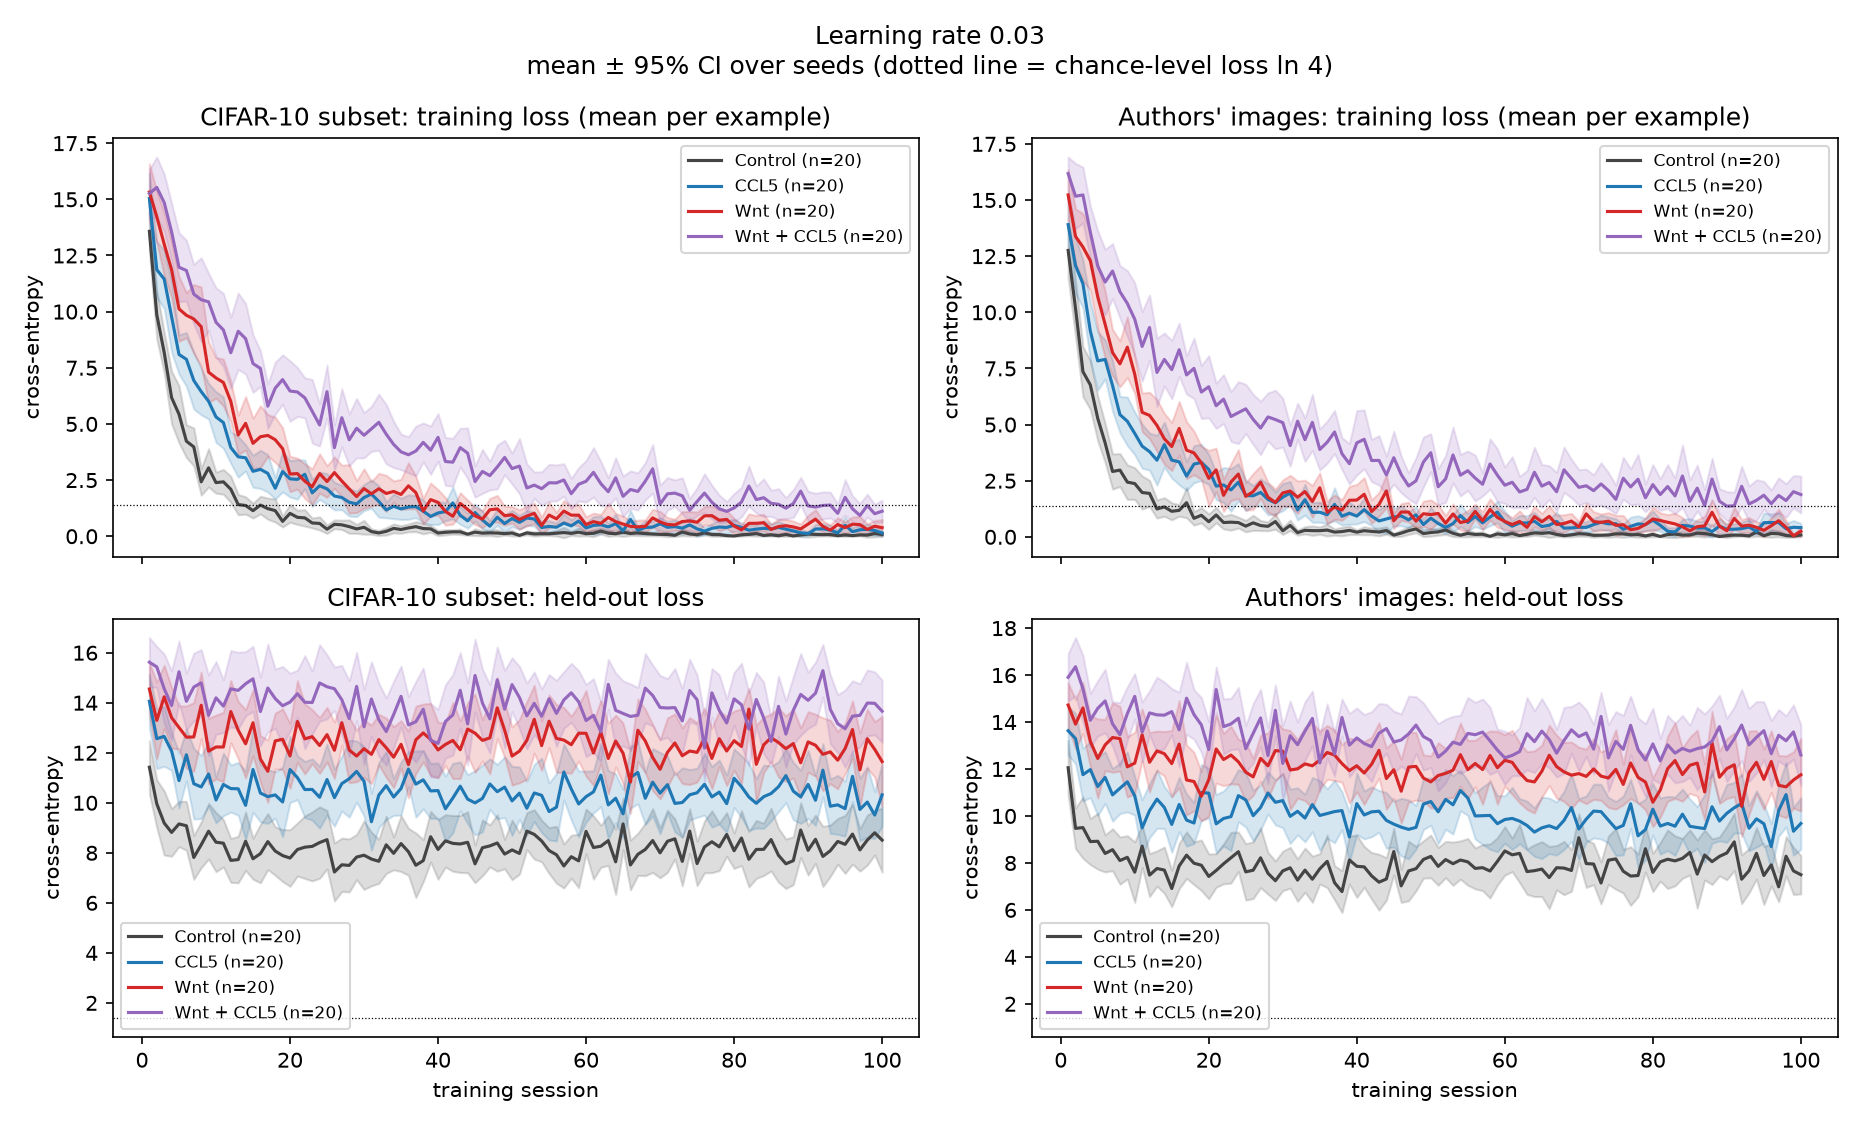 Learning rate 0.03
mean ± 95% CI over seeds (dotted line = chance-level loss ln 4)
CIFAR-10 subset: training loss (mean per example)
17.5
15.0
12.5
10.0
7.5
5.0
2.5
0.0
cross-entropy
Control (n=20)
CCL5 (n=20)
Wnt (n=20)
Wnt + CCL5 (n=20)
Authors' images: training loss (mean per example)
17.5
15.0
12.5
10.0
7.5
5.0
2.5
0.0
cross-entropy
Control (n=20)
CCL5 (n=20)
Wnt (n=20)
Wnt + CCL5 (n=20)
CIFAR-10 subset: held-out loss
16
14
12
10
8
6
4
2
cross-entropy
Control (n=20)
CCL5 (n=20)
Wnt (n=20)
Wnt + CCL5 (n=20)
0 20 40 60 80 100
training session
Authors' images: held-out loss
18
16
14
12
10
8
6
4
2
cross-entropy
Control (n=20)
CCL5 (n=20)
Wnt (n=20)
Wnt + CCL5 (n=20)
0 20 40 60 80 100
training session